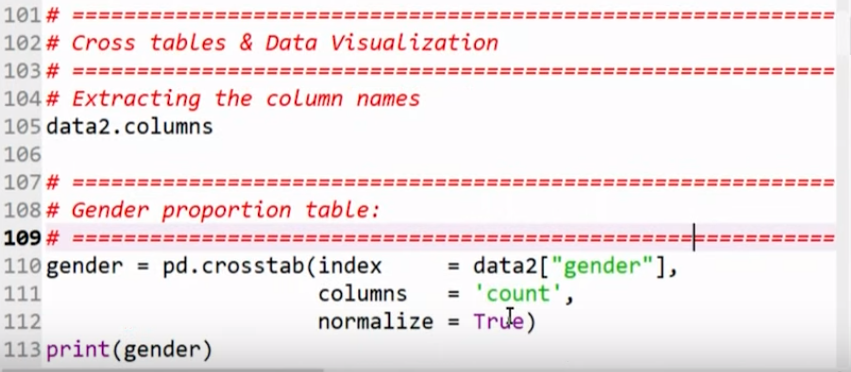 101 # ===========================================================
102 # Cross tables & Data Visualization
103 # ===========================================================
104 # Extracting the column names
105 data2.columns
106
107 # ===========================================================
108 # Gender proportion table:
109 # ===========================================================
110 gender = pd.crosstab(index     = data2["gender"],
111                      columns   = 'count',
112                      normalize = True)
113 print(gender)